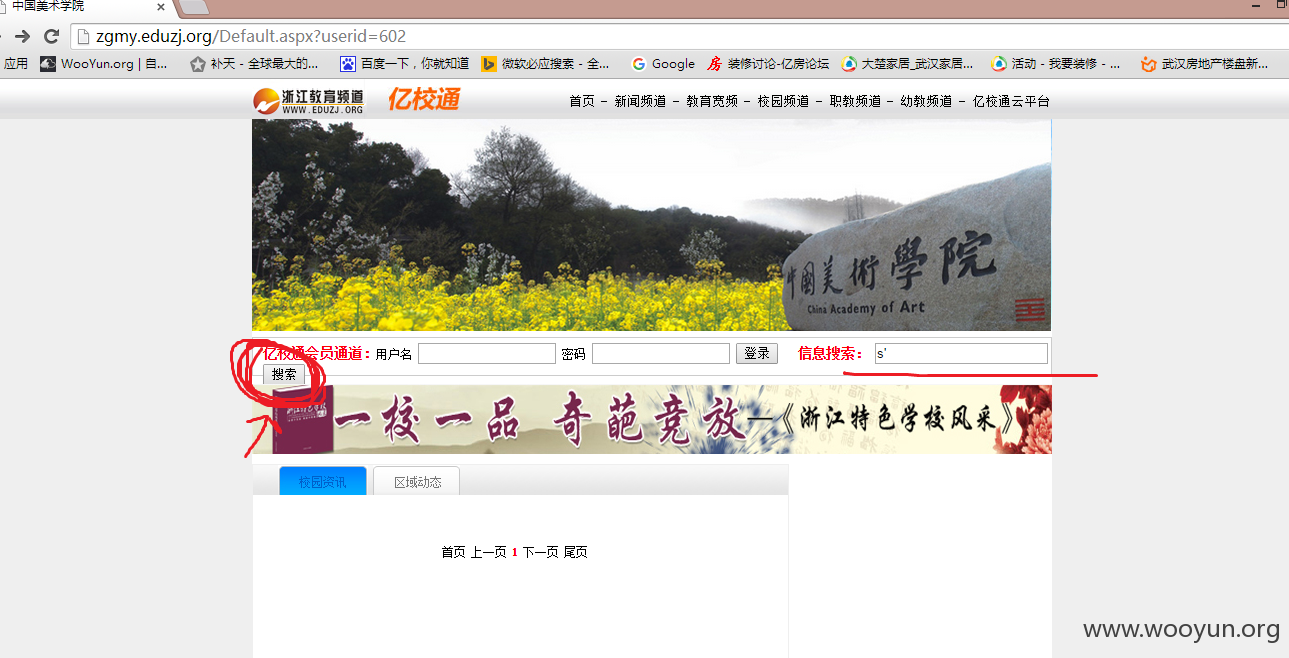 中国美术学院
zgmy.eduzj.org/Default.aspx?userid=602
应用 WooYun.org | 自... 补天 - 全球最大的... 百度一下，你就知道 微软必应搜索 - 全... Google 装修讨论-亿房论坛 大楚家居_武汉家居... 活动 - 我要装修 - ... 武汉房地产楼盘新...
浙江教育频道 亿校通 首页 - 新闻频道 - 教育宽频 - 校园频道 - 职教频道 - 幼教频道 - 亿校通云平台
WWW.EDUZJ.ORG
中國美術學院
China Academy of Art
亿校通会员通道：用户名 密码 登录 信息搜索： s'
搜索
一校一品 奇葩竞放—《浙江特色学校风采》
校园资讯 区域动态
首页 上一页 1 下一页 尾页
www.wooyun.org